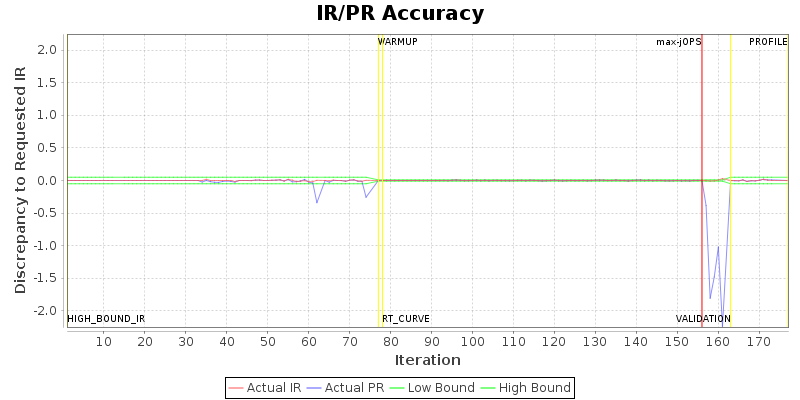 IR/PR Accuracy
Discrepancy to Requested IR
2.0
1.5
1.0
0.5
0.0
-0.5
-1.0
-1.5
-2.0
WARMUP
max-jOPS
PROFILE
HIGH_BOUND_IR
RT_CURVE
VALIDATION
10 20 30 40 50 60 70 80 90 100 110 120 130 140 150 160 170
Iteration
Actual IR Actual PR Low Bound High Bound